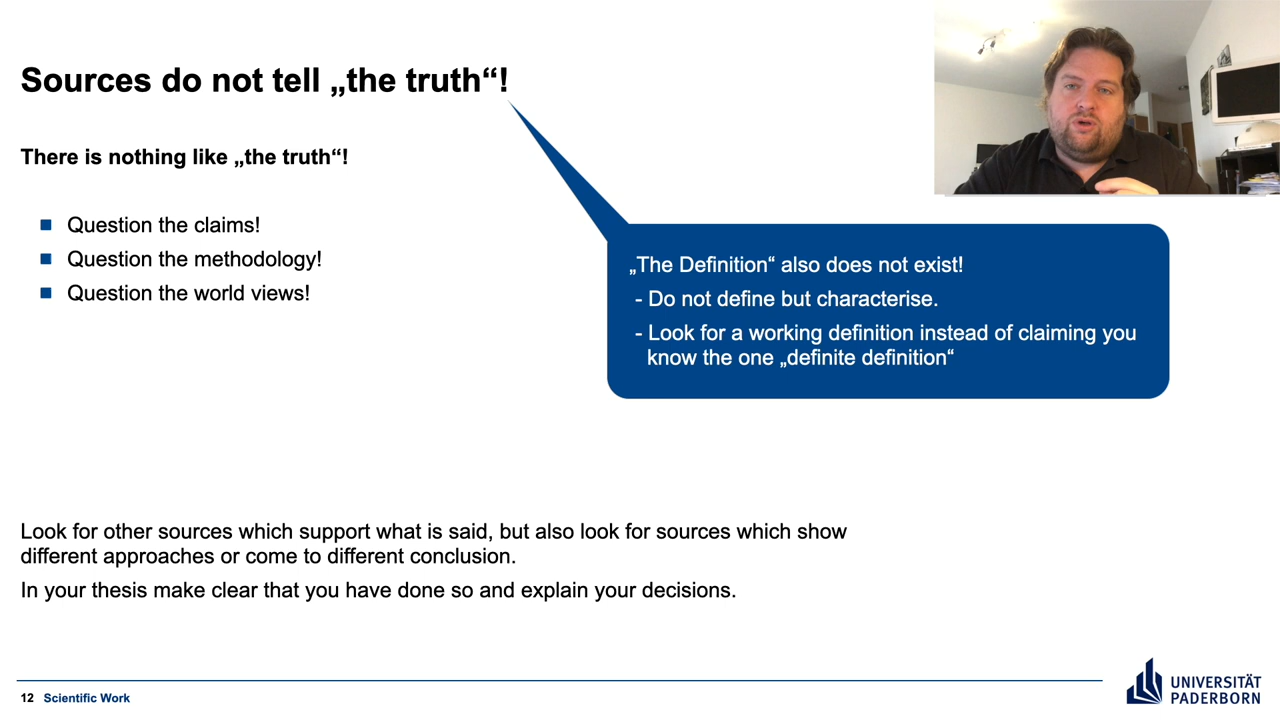 Sources do not tell „the truth“!
There is nothing like „the truth“!
Question the claims!
Question the methodology!
Question the world views!
„The Definition“ also does not exist!
- Do not define but characterise.
- Look for a working definition instead of claiming you
know the one „definite definition“
Look for other sources which support what is said, but also look for sources which show
different approaches or come to different conclusion.
In your thesis make clear that you have done so and explain your decisions.
12 Scientific Work
UNIVERSITÄT
PADERBORN